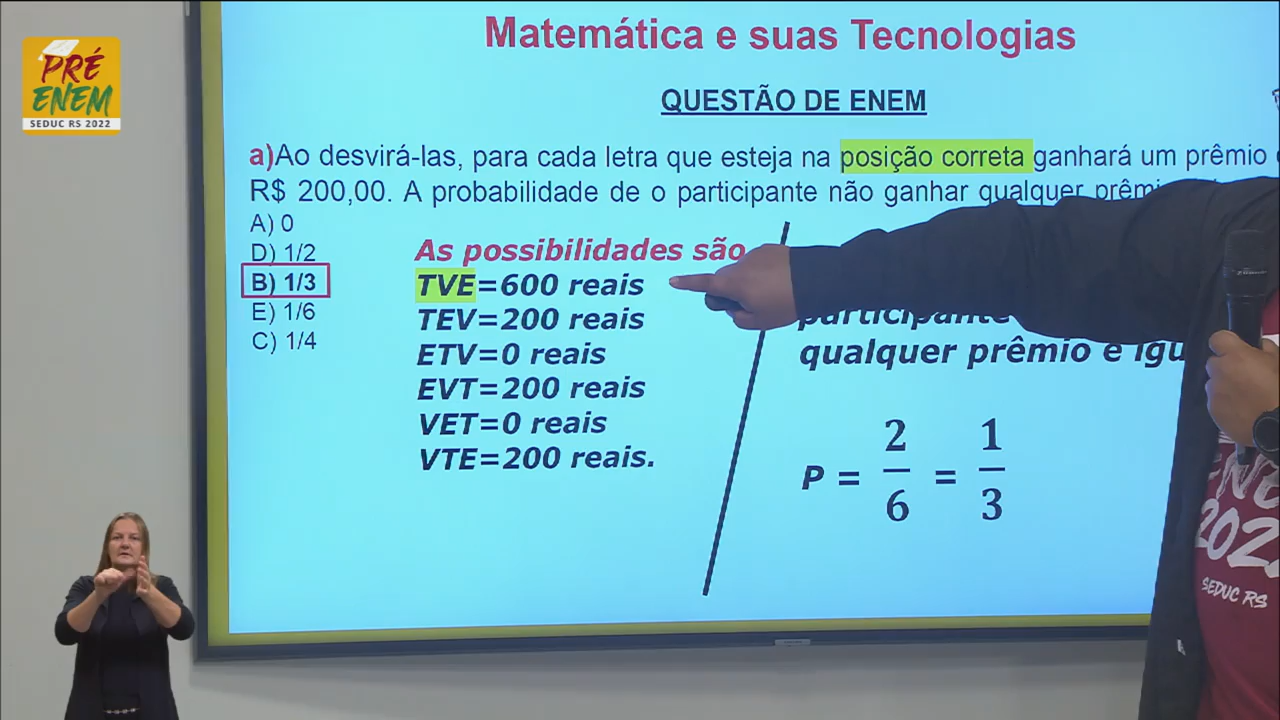 PRÉ
ENEM
SEDUC RS 2022
Matemática e suas Tecnologias
QUESTÃO DE ENEM
a)Ao desvirá-las, para cada letra que esteja na posição correta ganhará um prêmio
R$ 200,00. A probabilidade de o participante não ganhar qualquer
A) 0
D) 1/2
B) 1/3
E) 1/6
C) 1/4
As possibilidades são
TVE=600 reais
TEV=200 reais
ETV=0 reais
EVT=200 reais
VET=0 reais
VTE=200 reais.
participante
qualquer prêmio é
P = 2/6 = 1/3
2022
SEDUC RS
PRÉ
ENEM